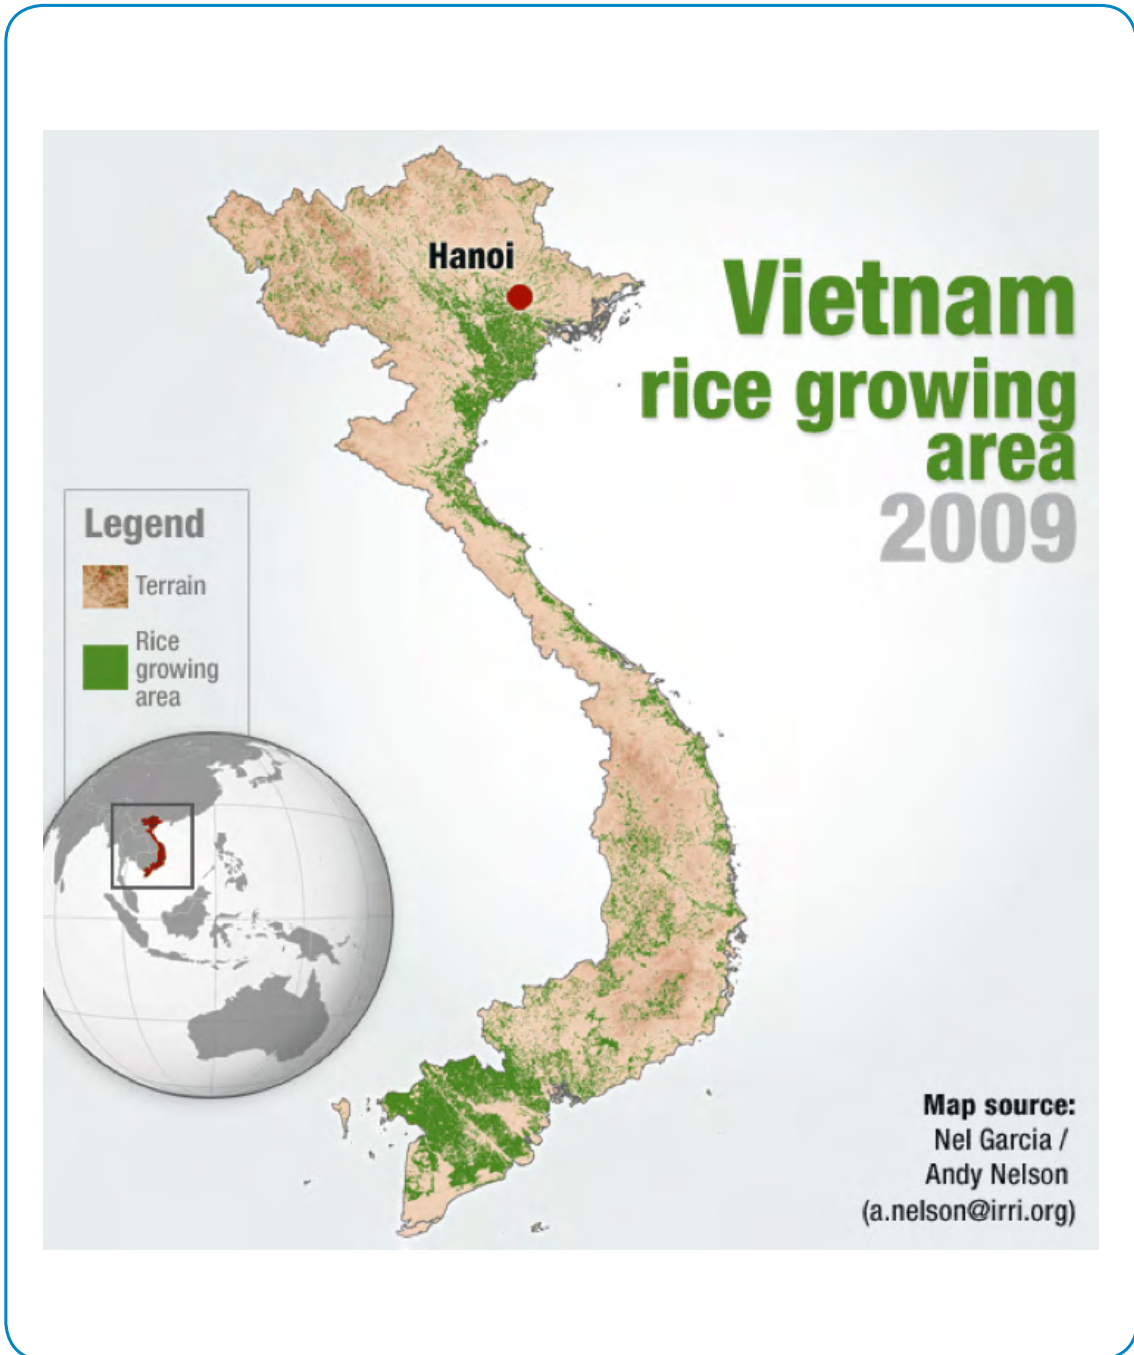 Hanoi
Vietnam
rice growing
area
2009
Legend
Terrain
Rice
growing
area
Map source:
Nel Garcia /
Andy Nelson
(a.nelson@irri.org)